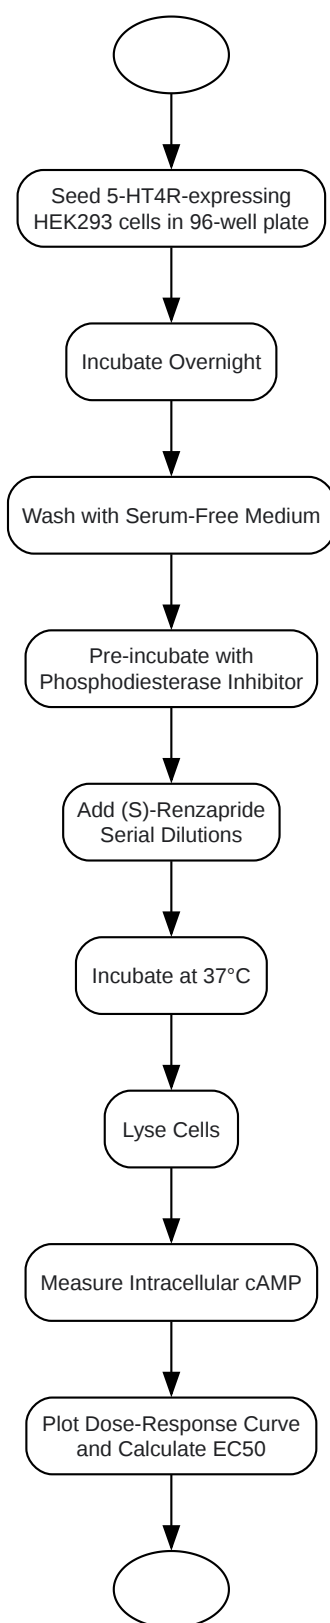 Seed 5-HT4R-expressing
HEK293 cells in 96-well plate
Incubate Overnight
Wash with Serum-Free Medium
Pre-incubate with
Phosphodiesterase Inhibitor
Add (S)-Renzapride
Serial Dilutions
Incubate at 37°C
Lyse Cells
Measure Intracellular cAMP
Plot Dose-Response Curve
and Calculate EC50